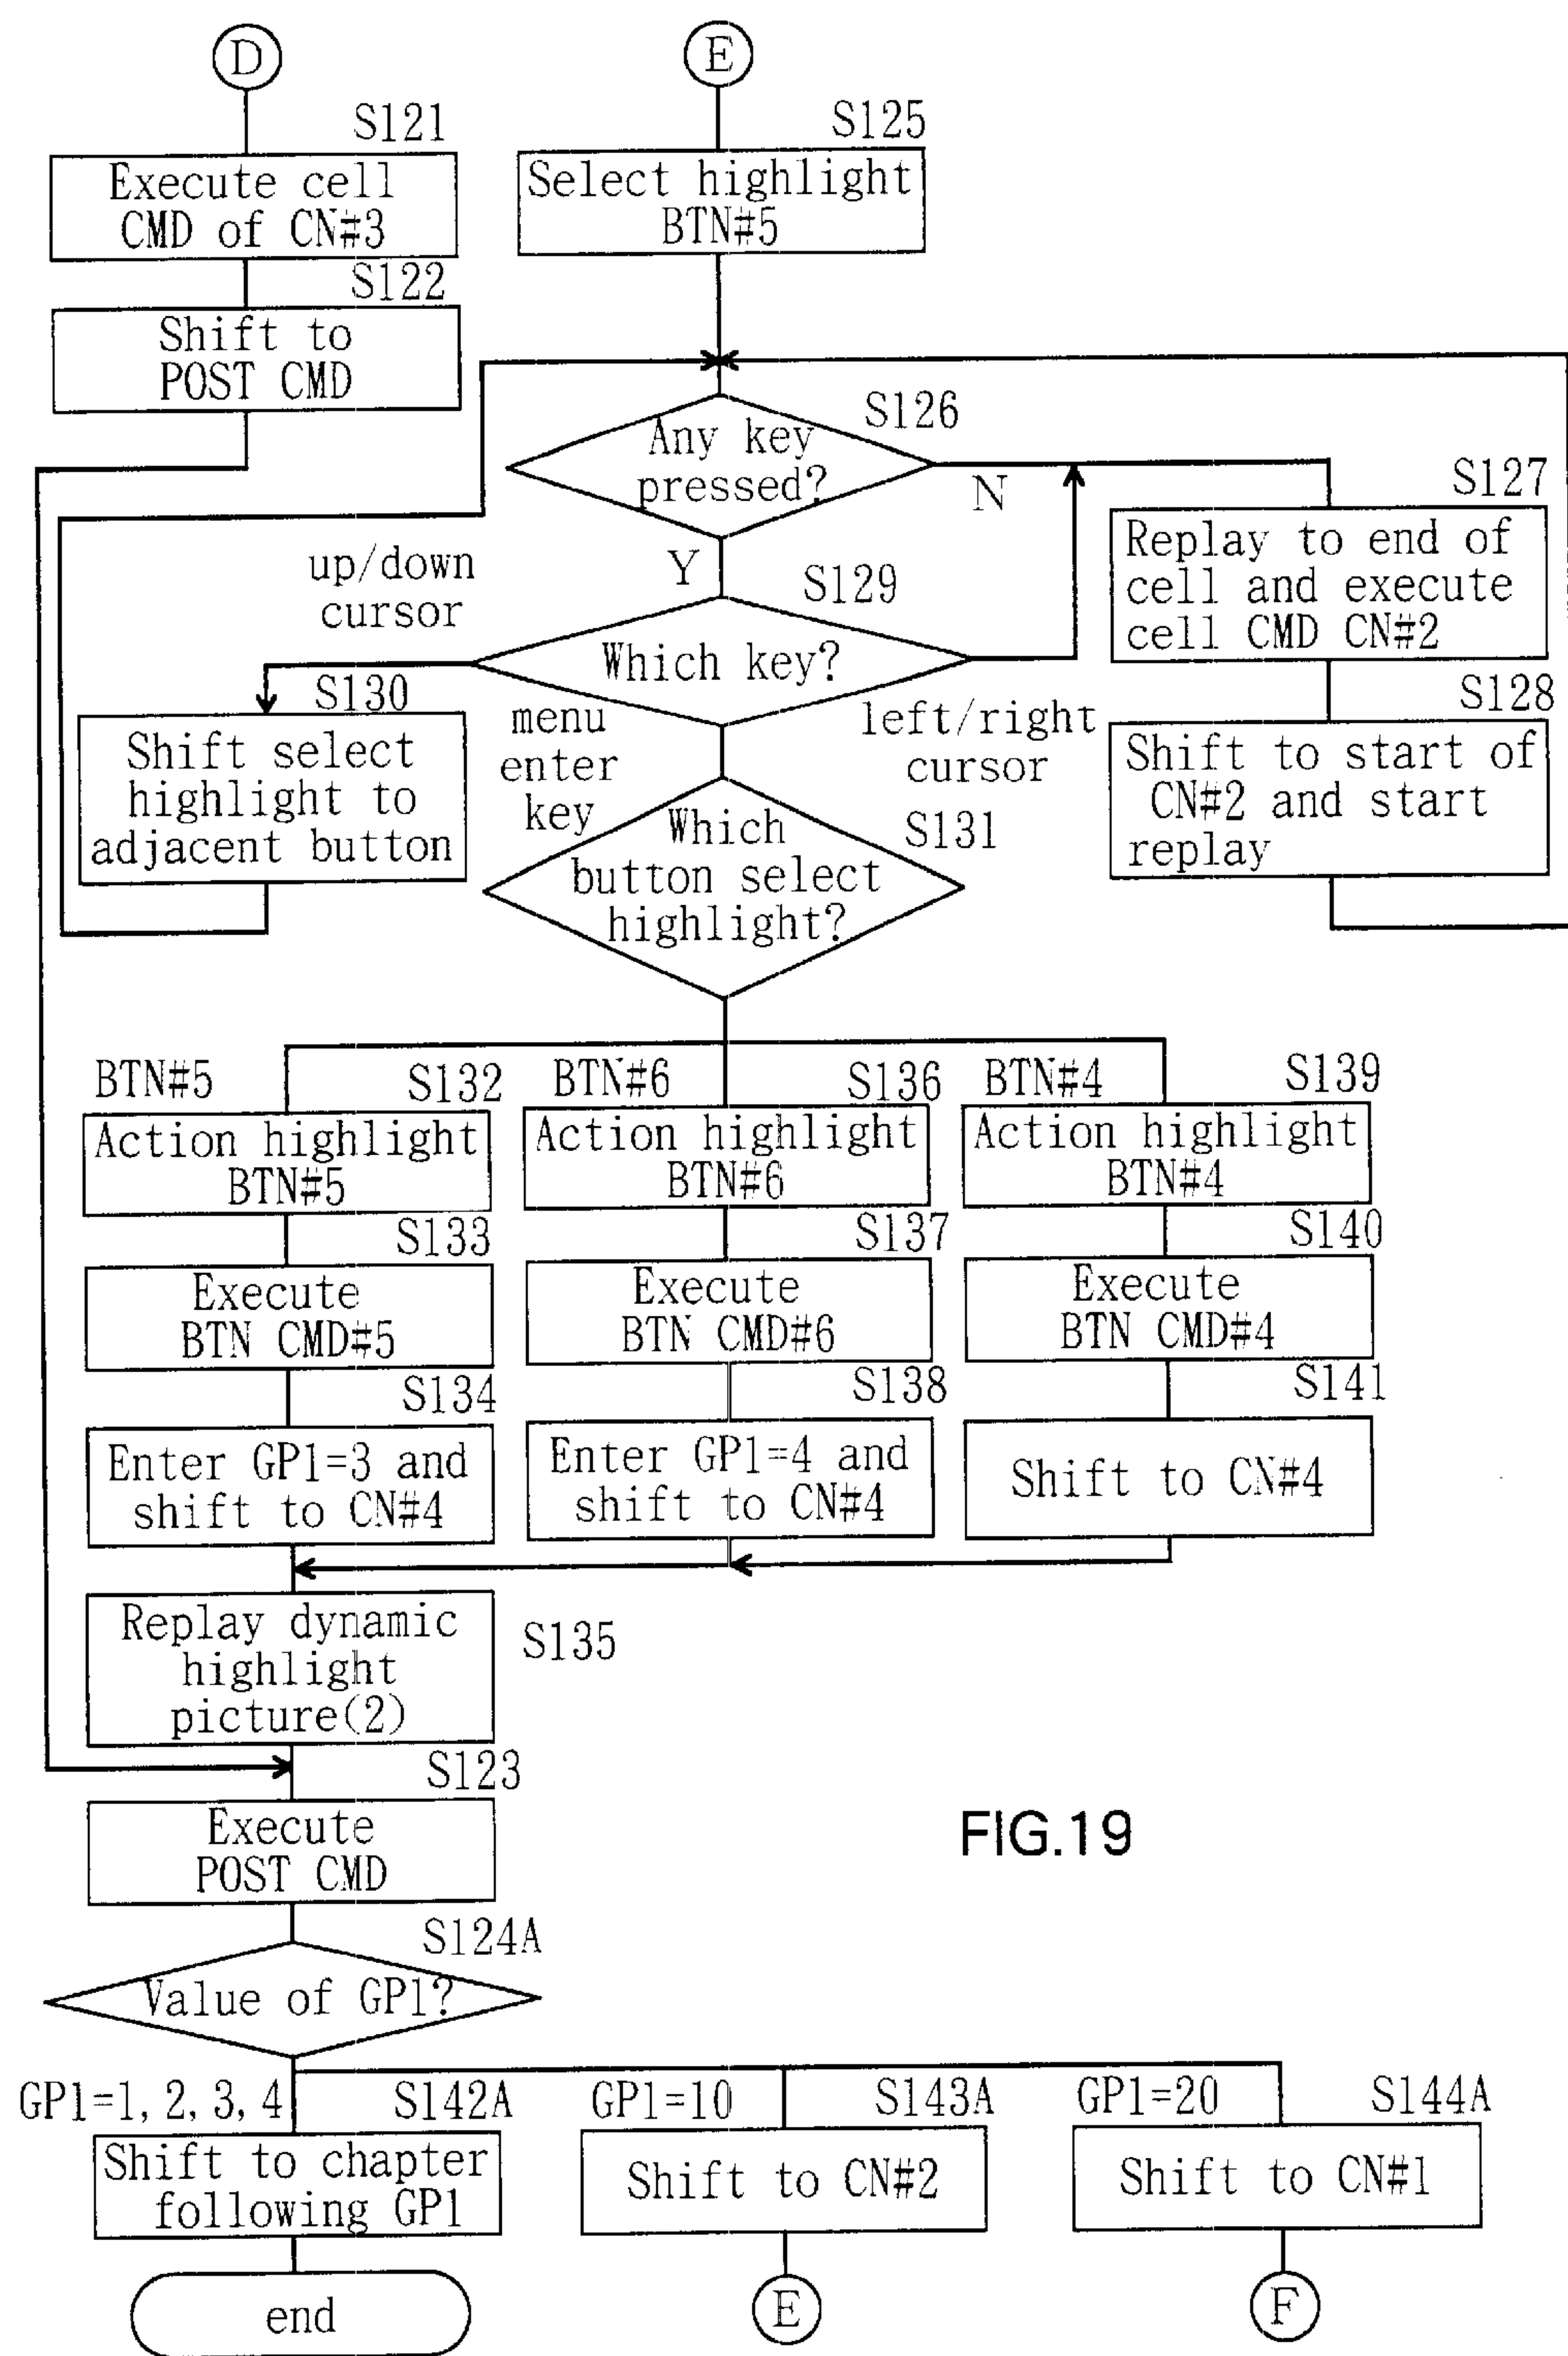 D
E
S121
Execute cell
CMD of CN#3
S122
Shift to
POST CMD
S125
Select highlight
BTN#5
S126
Any key
pressed?
N
Y
S127
Replay to end of
cell and execute
cell CMD CN#2
S128
Shift to start of
CN#2 and start
replay
up/down
cursor
S129
Which key?
S130
Shift select
highlight to
adjacent button
menu
enter
key
left/right
cursor
S131
Which
button select
highlight?
BTN#5
S132
Action highlight
BTN#5
S133
Execute
BTN CMD#5
S134
Enter GP1=3 and
shift to CN#4
BTN#6
S136
Action highlight
BTN#6
S137
Execute
BTN CMD#6
S138
Enter GP1=4 and
shift to CN#4
BTN#4
S139
Action highlight
BTN#4
S140
Execute
BTN CMD#4
S141
Shift to CN#4
Replay dynamic
highlight
picture(2)
S135
S123
Execute
POST CMD
FIG.19
S124A
Value of GP1?
GP1=1, 2, 3, 4
S142A
Shift to chapter
following GP1
end
GP1=10
S143A
Shift to CN#2
E
GP1=20
S144A
Shift to CN#1
F